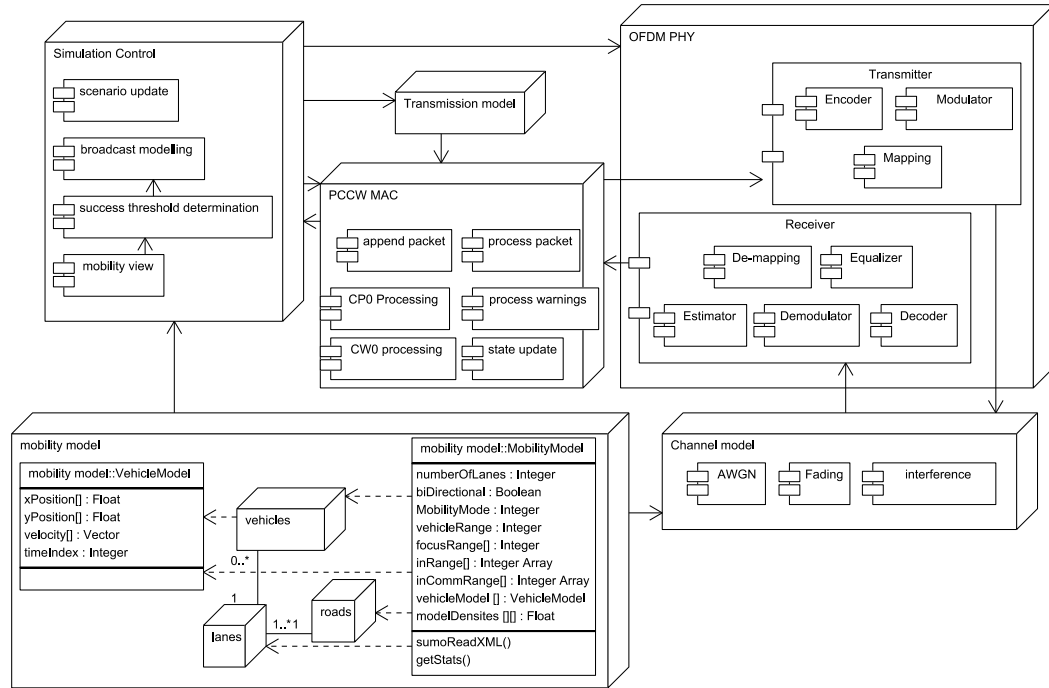 Simulation Control
scenario update
broadcast modelling
success threshold determination
mobility view
Transmission model
PCCW MAC
append packet
process packet
CP0 Processing
process warnings
CW0 processing
state update
OFDM PHY
Transmitter
Encoder
Modulator
Mapping
Receiver
De-mapping
Equalizer
Estimator
Demodulator
Decoder
mobility model
mobility model::VehicleModel
xPosition[] : Float
yPosition[] : Float
velocity[] : Vector
timeIndex : Integer
vehicles
0..*
1
lanes
1..*
1
roads
mobility model::MobilityModel
numberOfLanes : Integer
biDirectional : Boolean
MobilityMode : Integer
vehicleRange : Integer
focusRange[] : Integer
inRange[] : Integer Array
inCommRange[] : Integer Array
vehicleModel [] : VehicleModel
modelDensites [][] : Float
sumoReadXML()
getStats()
Channel model
AWGN
Fading
interference